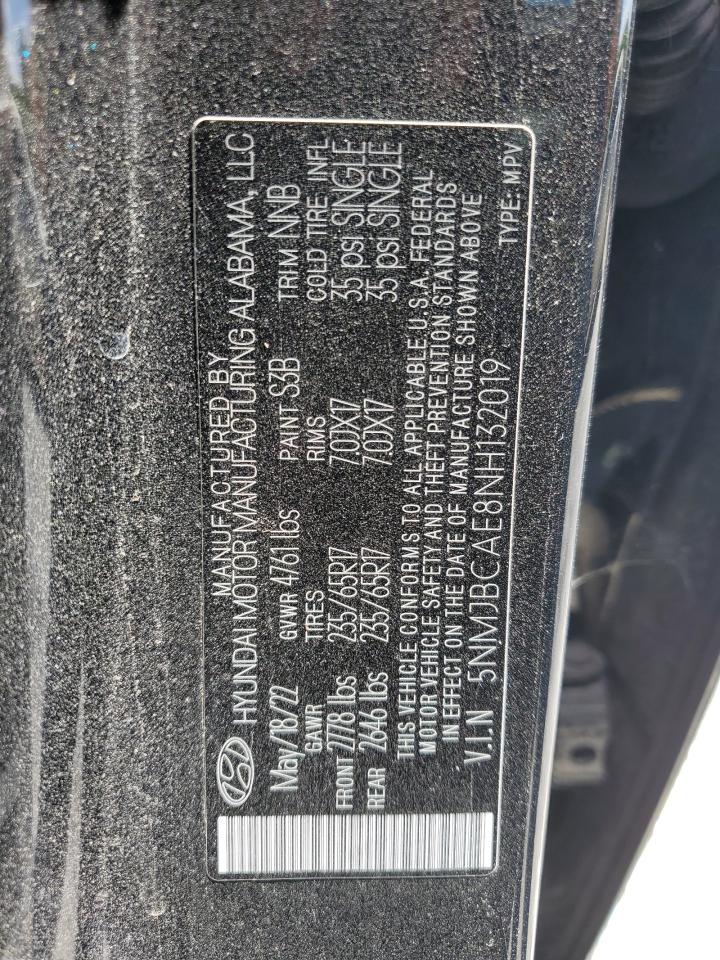 MANUFACTURED BY
HYUNDAI MOTOR MANUFACTURING ALABAMA, LLC
May/18/22 GVWR 4761 lbs PAINT S3B TRIM NNB
GAWR TIRES RIMS COLD TIRE INFL
FRONT 2778 lbs 235/65R17 7.0JX17 35 psi SINGLE
REAR 2646 lbs 235/65R17 7.0JX17 35 psi SINGLE
THIS VEHICLE CONFORMS TO ALL APPLICABLE U.S.A. FEDERAL
MOTOR VEHICLE SAFETY AND THEFT PREVENTION STANDARDS
IN EFFECT ON THE DATE OF MANUFACTURE SHOWN ABOVE
V.I.N 5NMJBCAE8NH132019 TYPE: MPV